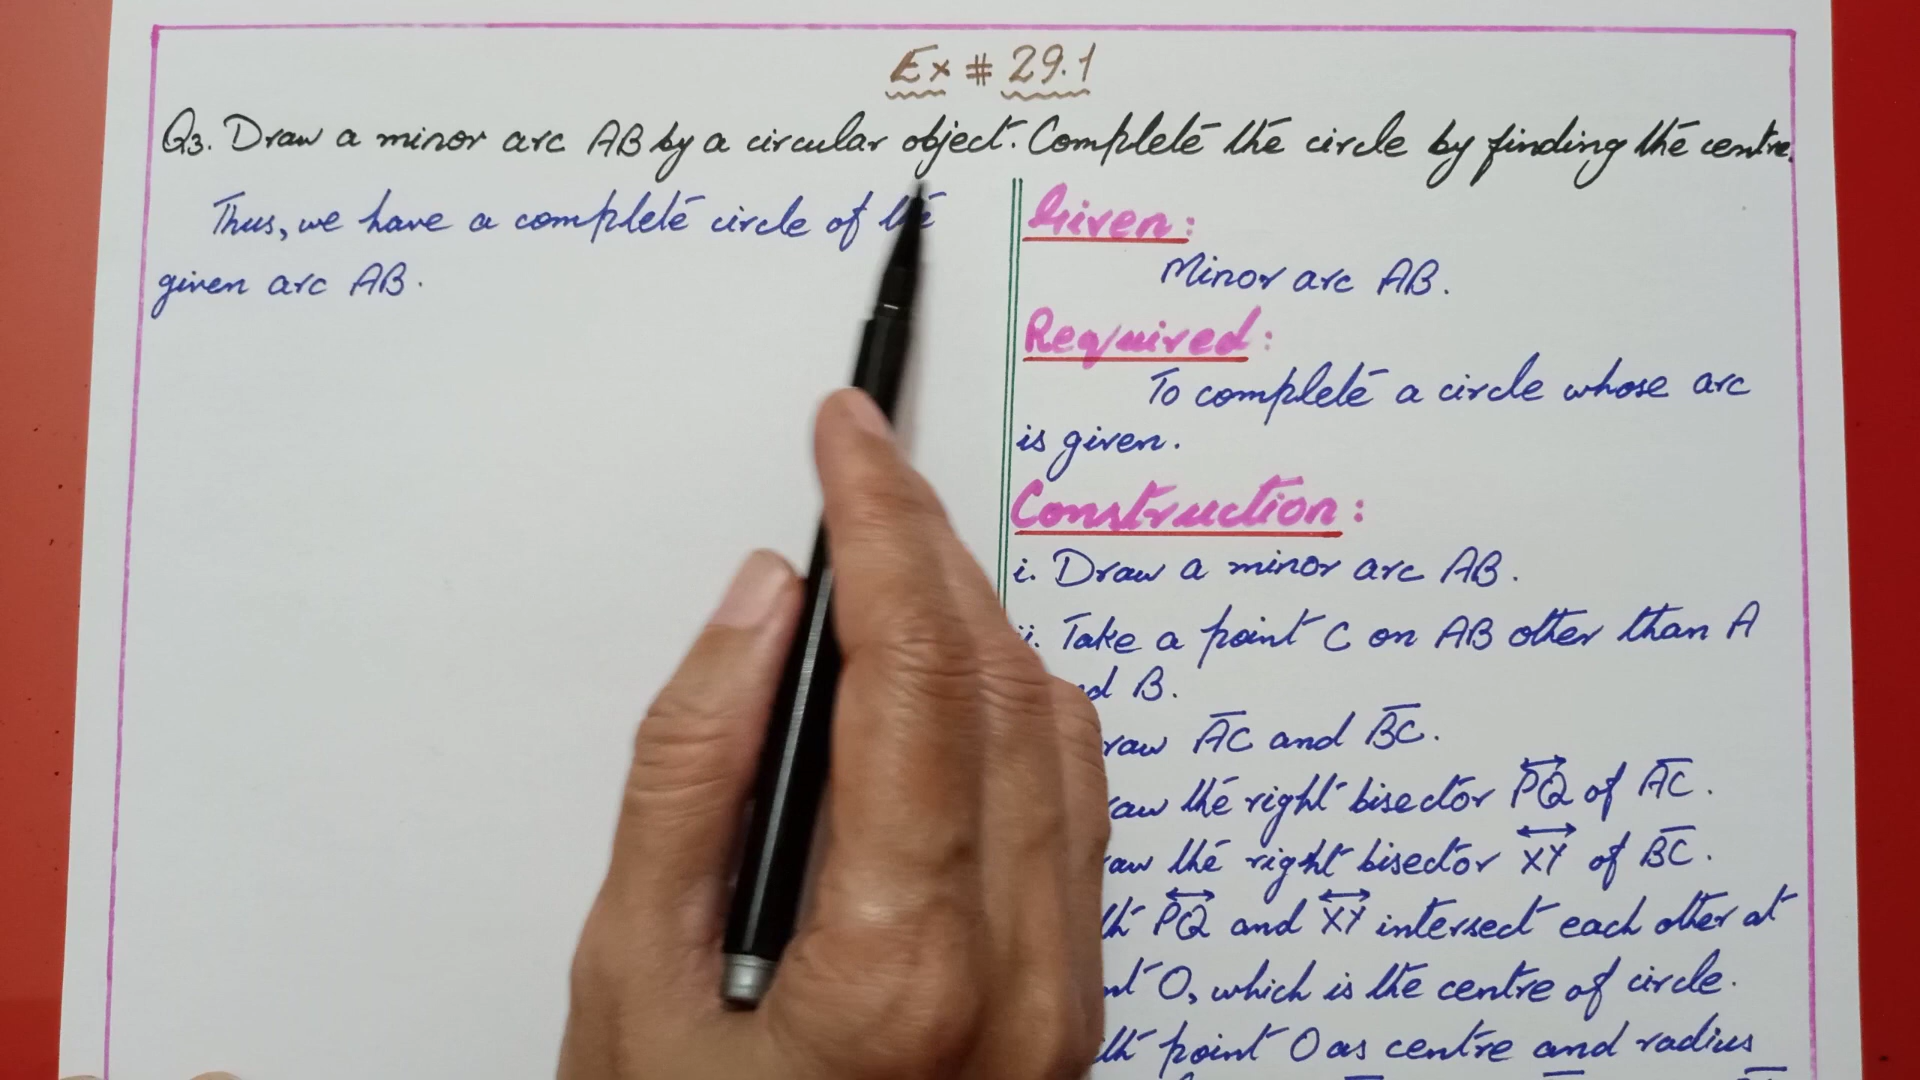 Ex # 29.1
Q3. Draw a minor arc AB by a circular object. Complete the circle by finding the centre.
Thus, we have a complete circle of the
given arc AB.
Given:
Minor arc AB.
Required:
To complete a circle whose arc
is given.
Construction:
i. Draw a minor arc AB.
ii. Take a point C on AB other than A
B.
AC and BC.
the right bisector PQ of AC.
the right bisector XY of BC.
PQ and XY intersect each other at
O, which is the centre of circle.
point O as centre and radius